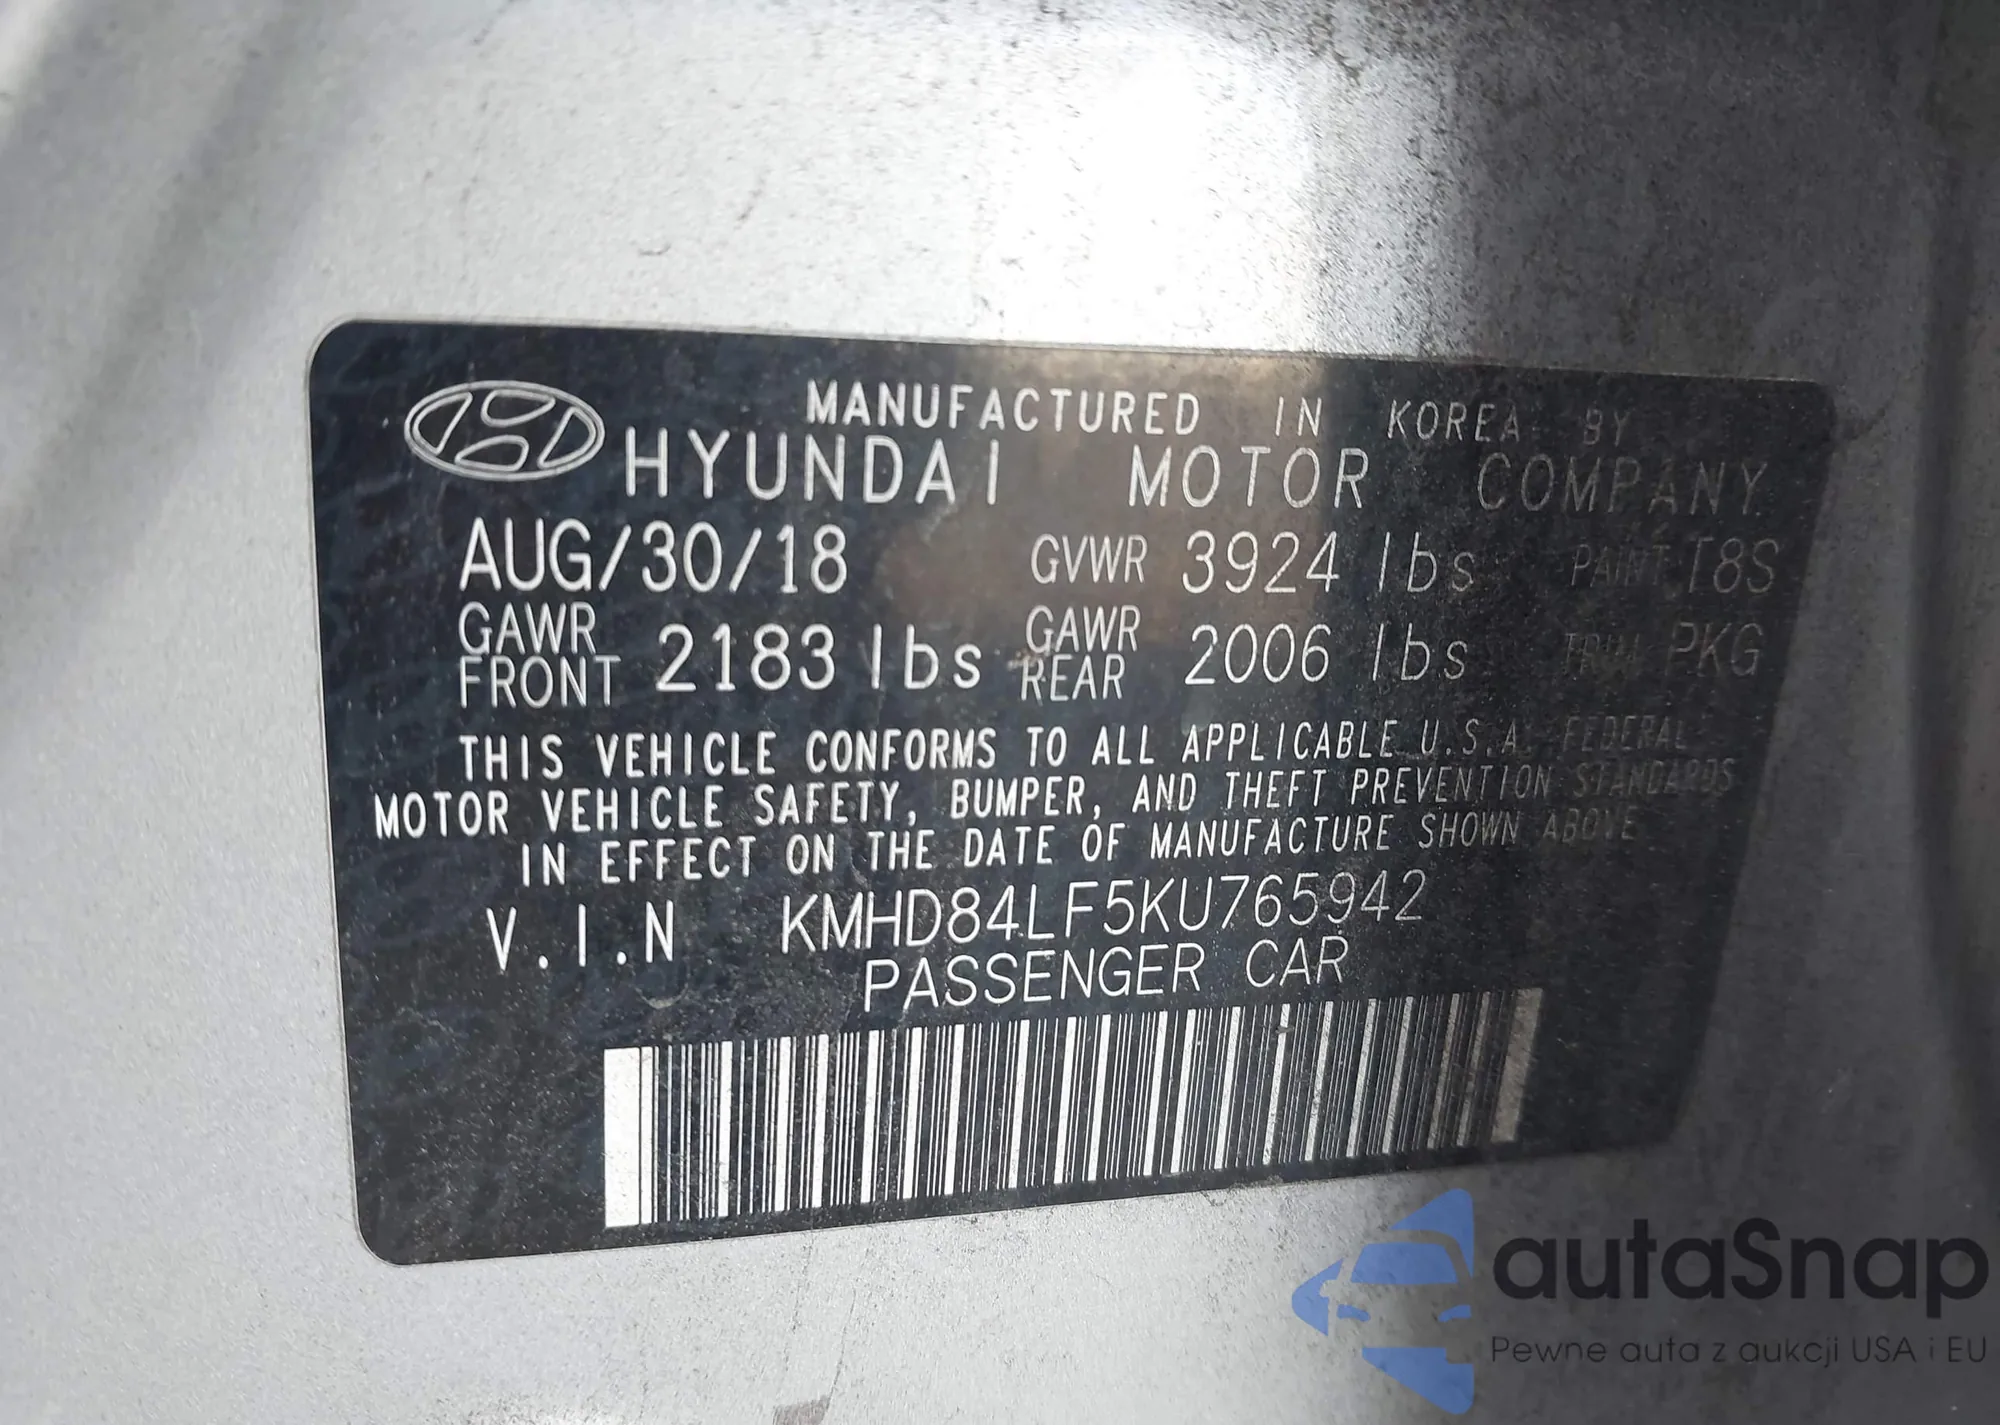 MANUFACTURED IN KOREA BY
HYUNDAI MOTOR COMPANY
AUG/30/18 GVWR 3924 lbs PAINT T8S
GAWR FRONT 2183 lbs GAWR REAR 2006 lbs TRIM PKG
THIS VEHICLE CONFORMS TO ALL APPLICABLE U.S.A. FEDERAL
MOTOR VEHICLE SAFETY, BUMPER, AND THEFT PREVENTION STANDARDS
IN EFFECT ON THE DATE OF MANUFACTURE SHOWN ABOVE
V.I.N KMHD84LF5KU765942
PASSENGER CAR
autaSnap
Pewne auta z aukcji USA i EU